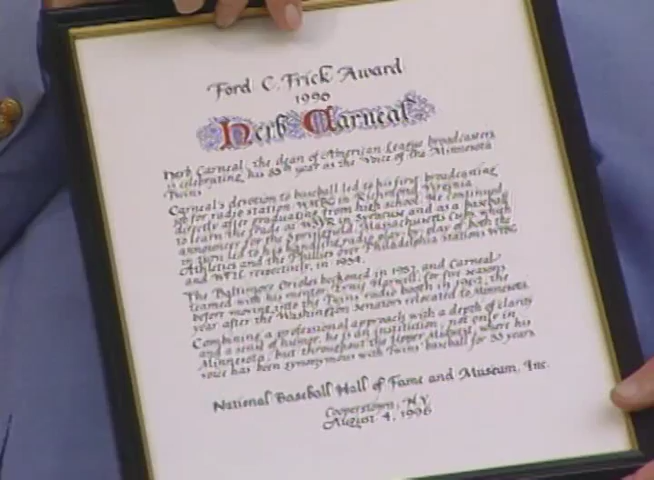 Ford C. Frick Award
1996
Herb Carneal
Herb Carneal, the dean of American League broadcasters
is celebrating his 35th year as the Voice of the Minnesota
Twins
Carneal's devotion to baseball led to his first broadcasting
job for radio station in Richmond, Virginia
directly after graduating from high school. He continued
to learn the trade at WSYR in Syracuse and as a baseball
announcer for the Springfield, Massachusetts Cubs, which
in turn led to his handling radio play-by-play of both the
Athletics and the Phillies over Philadelphia stations WIBG
and respectively, in 1954.
The Baltimore Orioles beckoned in 1957, and Carneal
teamed with his mentor, Ernie Harwell, for five seasons
before moving into the Twins radio booth in 1962, the
year after the Washington Senators relocated to Minnesota.
Combining a professional approach with a depth of clarity
and a sense of humor, he is an institution, not only in
Minnesota, but throughout the Upper Midwest, where his
voice has been synonymous with Twins baseball for 35 years.
National Baseball Hall of Fame and Museum, Inc.
Cooperstown, NY
August 4, 1996